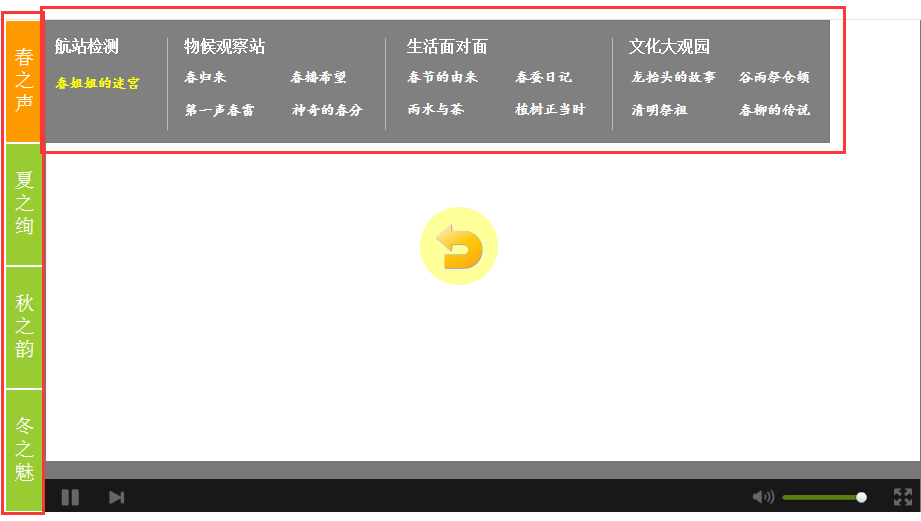 春之声
航站检测
春姐姐的迷宫
物候观察站
春归来 春播希望
第一声春雷 神奇的春分
生活面对面
春节的由来 春蚕日记
雨水与茶 植树正当时
文化大观园
龙抬头的故事 谷雨祭仓颉
清明祭祖 春柳的传说
夏之绚
秋之韵
冬之魅